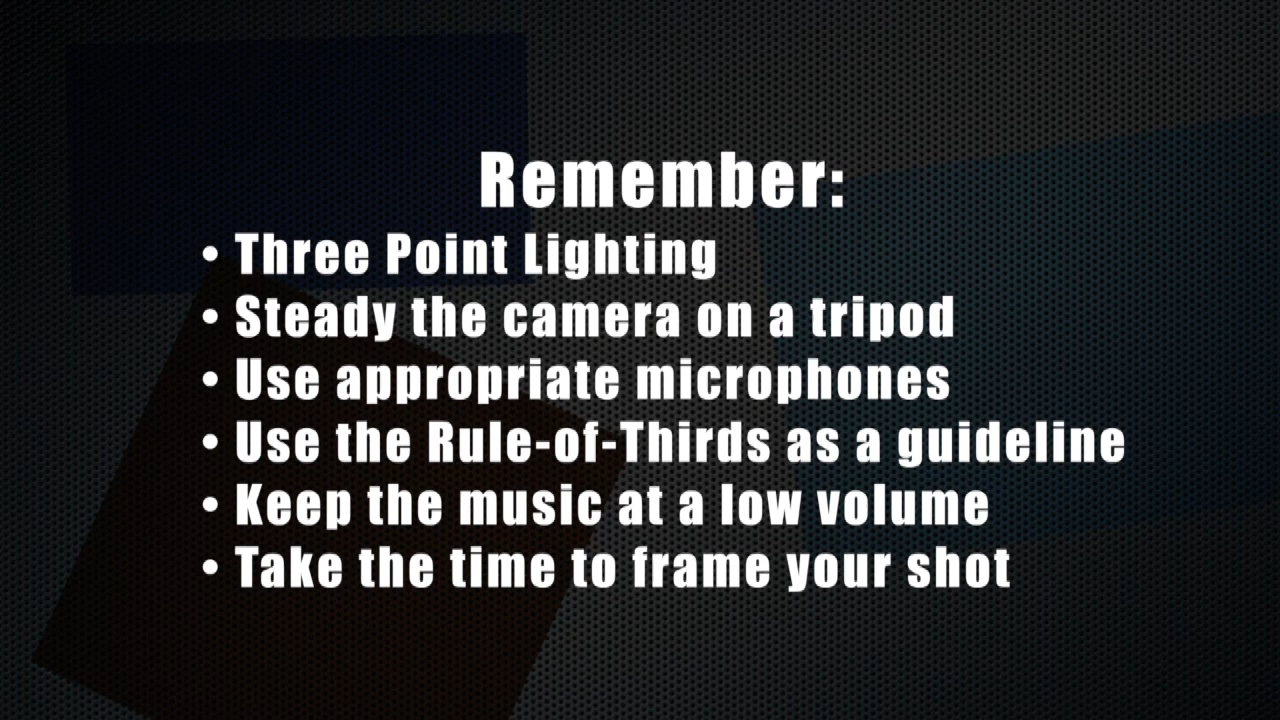 Remember:
• Three Point Lighting
• Steady the camera on a tripod
• Use appropriate microphones
• Use the Rule-of-Thirds as a guideline
• Keep the music at a low volume
• Take the time to frame your shot